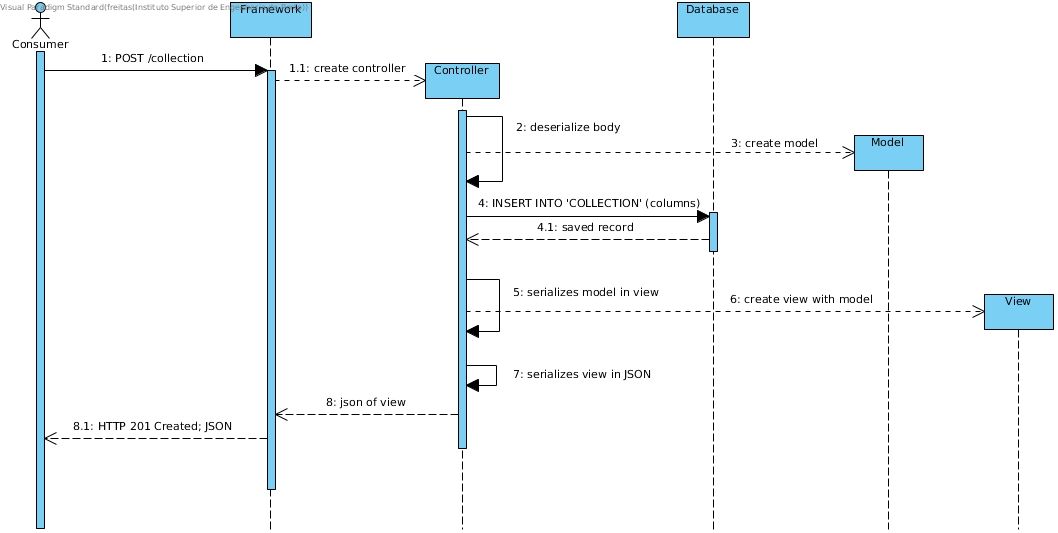 Visual Paradigm Standard(freitas(Instituto Superior de
Framework
Database
Consumer
1: POST /collection
1.1: create controller
Controller
2: deserialize body
3: create model
Model
4: INSERT INTO 'COLLECTION' (columns)
4.1: saved record
5: serializes model in view
6: create view with model
View
7: serializes view in JSON
8: json of view
8.1: HTTP 201 Created; JSON